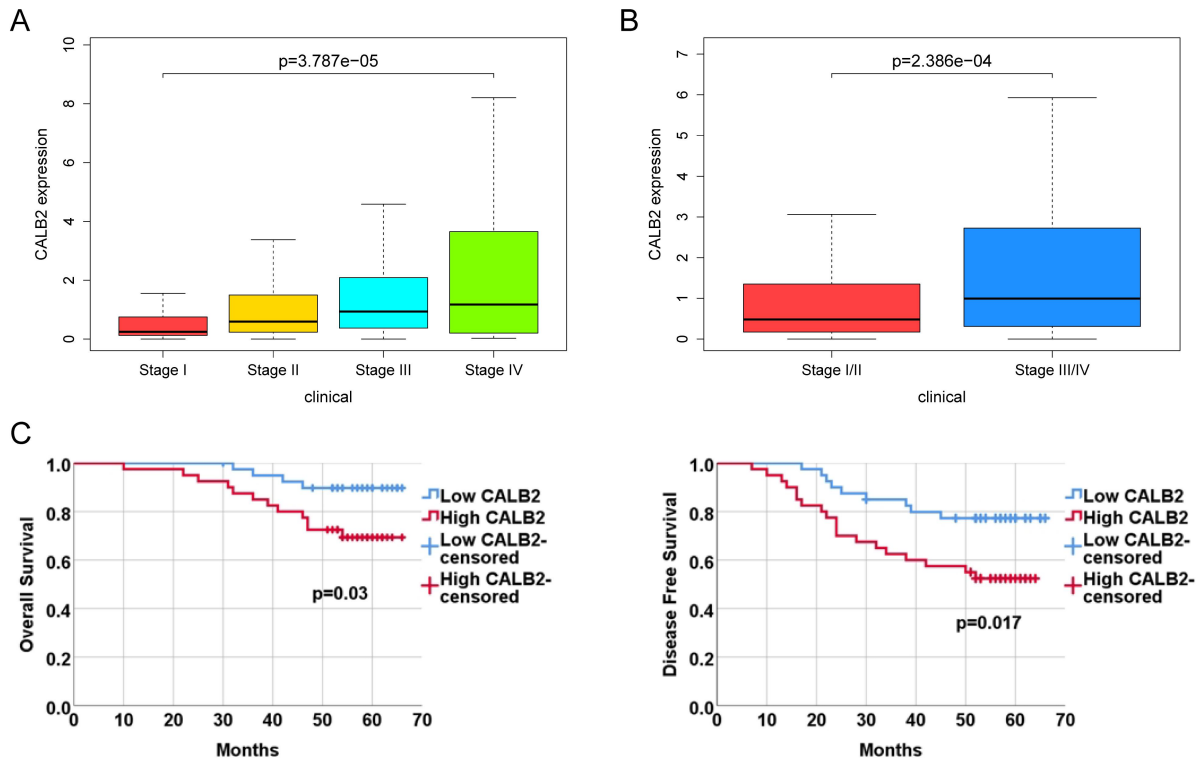 A
p=3.787e−05
CALB2 expression
10
8
6
4
2
0
Stage I
Stage II
Stage III
Stage IV
clinical
B
p=2.386e−04
CALB2 expression
7
6
5
4
3
2
1
0
Stage I/II
Stage III/IV
clinical
C
Overall Survival
1.0
0.8
0.6
0.4
0.2
0.0
0 10 20 30 40 50 60 70
Months
p=0.03
Low CALB2
High CALB2
Low CALB2-
censored
High CALB2-
censored
Disease Free Survival
1.0
0.8
0.6
0.4
0.2
0.0
0 10 20 30 40 50 60 70
Months
p=0.017
Low CALB2
High CALB2
Low CALB2-
censored
High CALB2-
censored